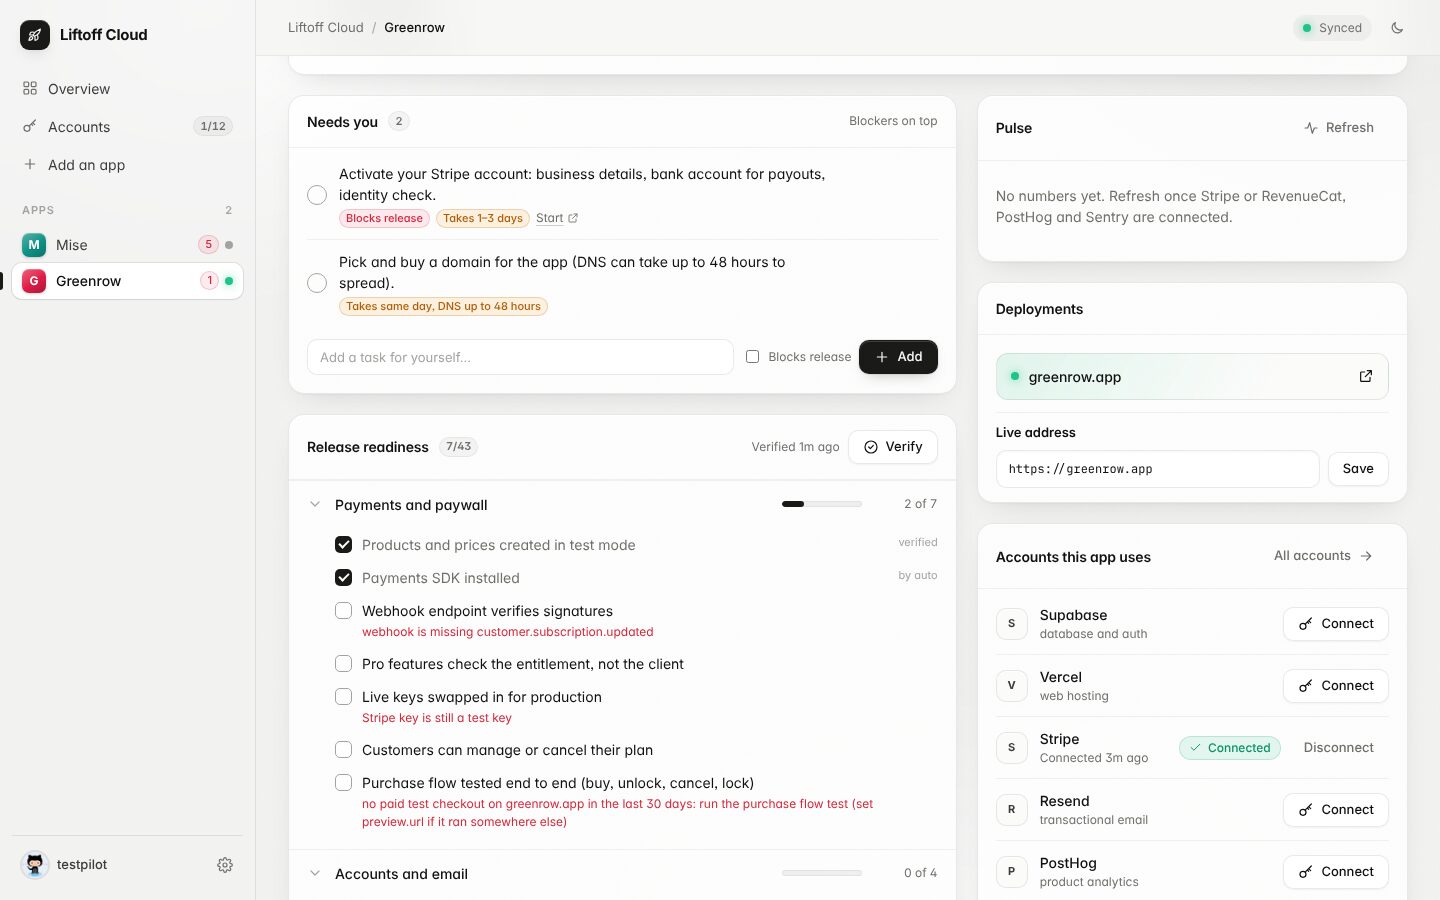 Liftoff Cloud
Overview
Accounts 1/12
Add an app
APPS 2
M Mise 5
G Greenrow 1
testpilot
Liftoff Cloud / Greenrow
Synced
Needs you 2
Blockers on top
Activate your Stripe account: business details, bank account for payouts,
identity check.
Blocks release Takes 1–3 days Start
Pick and buy a domain for the app (DNS can take up to 48 hours to
spread).
Takes same day, DNS up to 48 hours
Add a task for yourself...
Blocks release
Add
Release readiness 7/43
Verified 1m ago
Verify
Payments and paywall 2 of 7
Products and prices created in test mode verified
Payments SDK installed by auto
Webhook endpoint verifies signatures
webhook is missing customer.subscription.updated
Pro features check the entitlement, not the client
Live keys swapped in for production
Stripe key is still a test key
Customers can manage or cancel their plan
Purchase flow tested end to end (buy, unlock, cancel, lock)
no paid test checkout on greenrow.app in the last 30 days: run the purchase flow test (set
preview.url if it ran somewhere else)
Accounts and email 0 of 4
Pulse
Refresh
No numbers yet. Refresh once Stripe or RevenueCat,
PostHog and Sentry are connected.
Deployments
greenrow.app
Live address
https://greenrow.app
Save
Accounts this app uses
All accounts
S Supabase
database and auth
Connect
V Vercel
web hosting
Connect
S Stripe
Connected 3m ago
Connected
Disconnect
R Resend
transactional email
Connect
P PostHog
product analytics
Connect